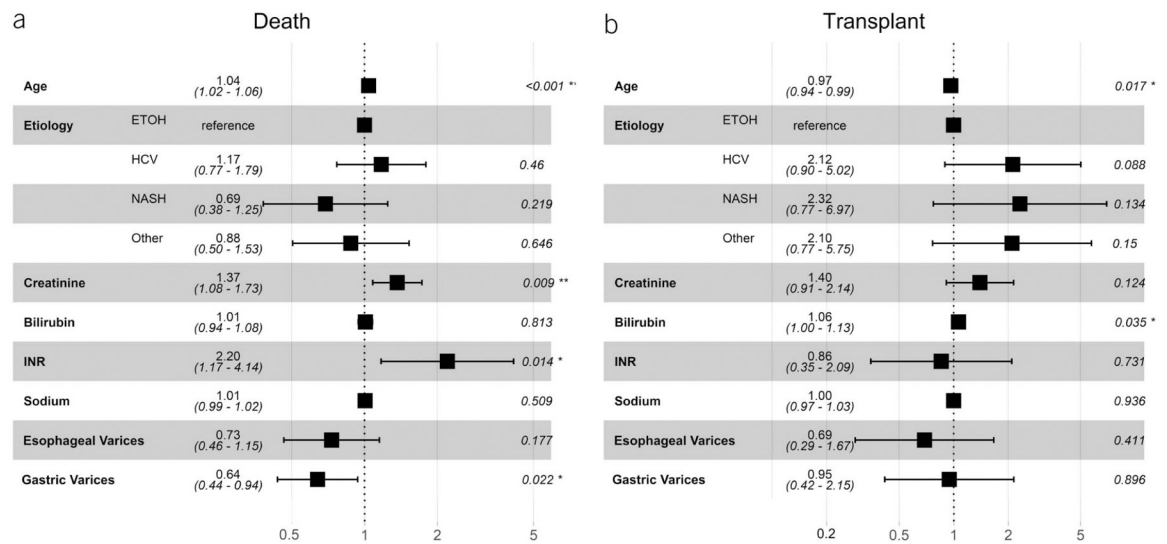 a
Death
Age 1.04 <0.001 **
(1.02 - 1.06)
Etiology ETOH reference
HCV 1.17 0.46
(0.77 - 1.79)
NASH 0.69 0.219
(0.38 - 1.25)
Other 0.88 0.646
(0.50 - 1.53)
Creatinine 1.37 0.009 **
(1.08 - 1.73)
Bilirubin 1.01 0.813
(0.94 - 1.08)
INR 2.20 0.014 *
(1.17 - 4.14)
Sodium 1.01 0.509
(0.99 - 1.02)
Esophageal Varices 0.73 0.177
(0.46 - 1.15)
Gastric Varices 0.64 0.022 *
(0.44 - 0.94)
0.5 1 2 5
b
Transplant
Age 0.97 0.017 *
(0.94 - 0.99)
Etiology ETOH reference
HCV 2.12 0.088
(0.90 - 5.02)
NASH 2.32 0.134
(0.77 - 6.97)
Other 2.10 0.15
(0.77 - 5.75)
Creatinine 1.40 0.124
(0.91 - 2.14)
Bilirubin 1.06 0.035 *
(1.00 - 1.13)
INR 0.86 0.731
(0.35 - 2.09)
Sodium 1.00 0.936
(0.97 - 1.03)
Esophageal Varices 0.69 0.411
(0.29 - 1.67)
Gastric Varices 0.95 0.896
(0.42 - 2.15)
0.2 0.5 1 2 5